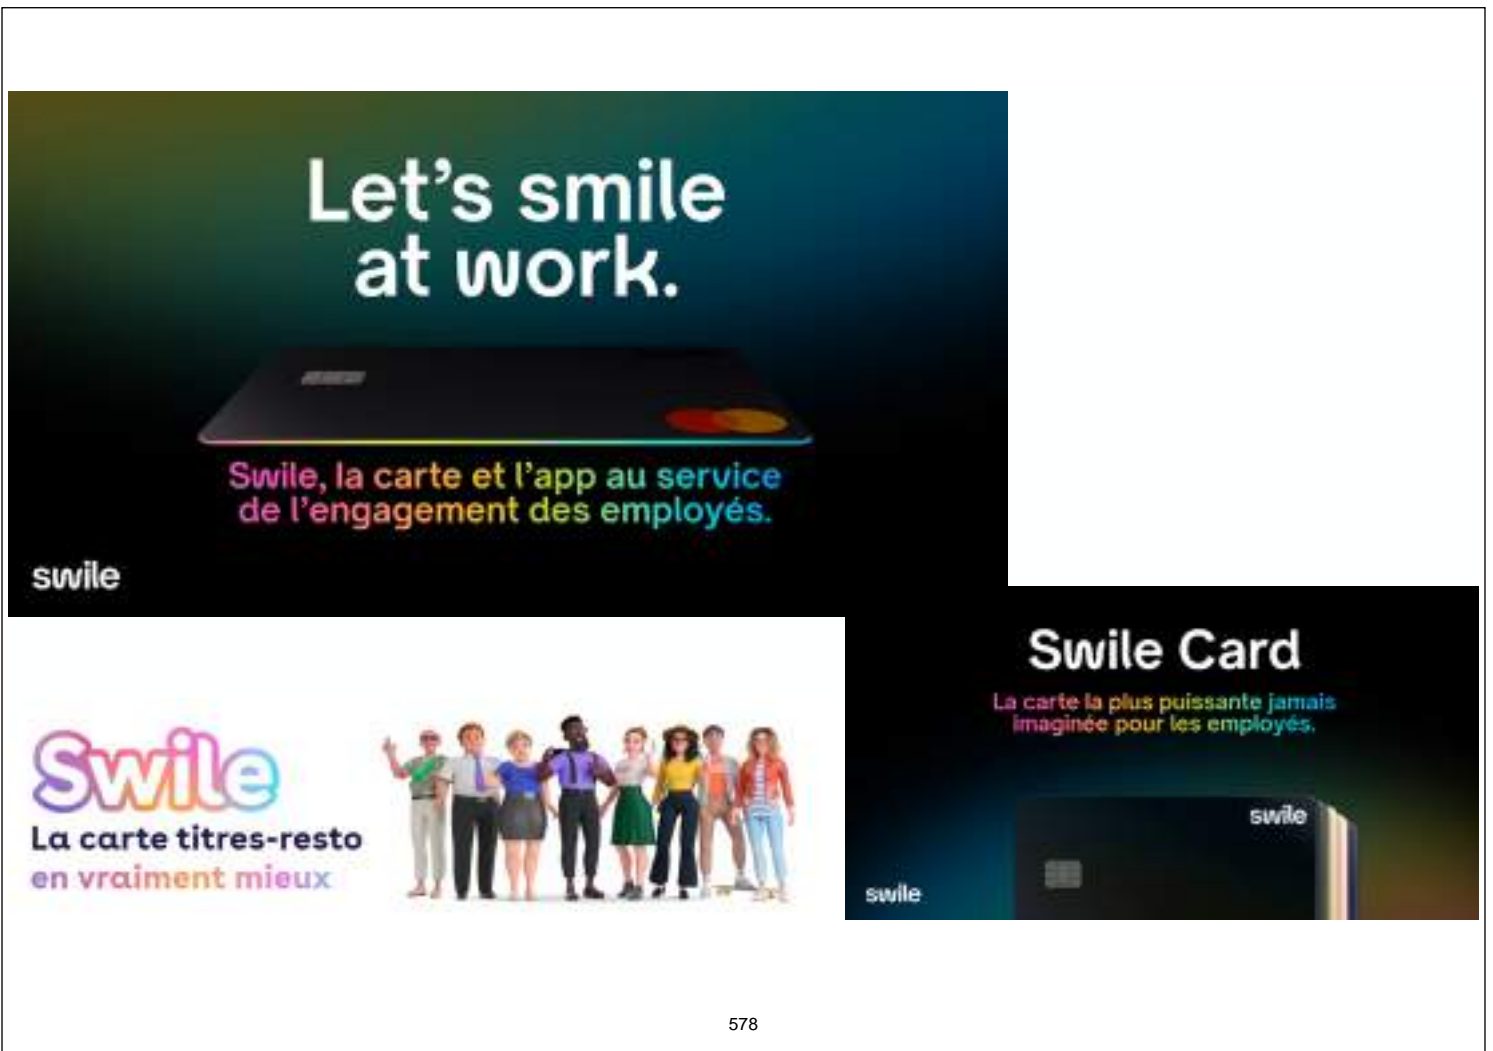 Let's smile
at work.
Swile, la carte et l'app au service
de l'engagement des employés.
swile
Swile Card
La carte la plus puissante jamais
imaginée pour les employés.
swile
swile
Swile
La carte titres-resto
en vraiment mieux
578